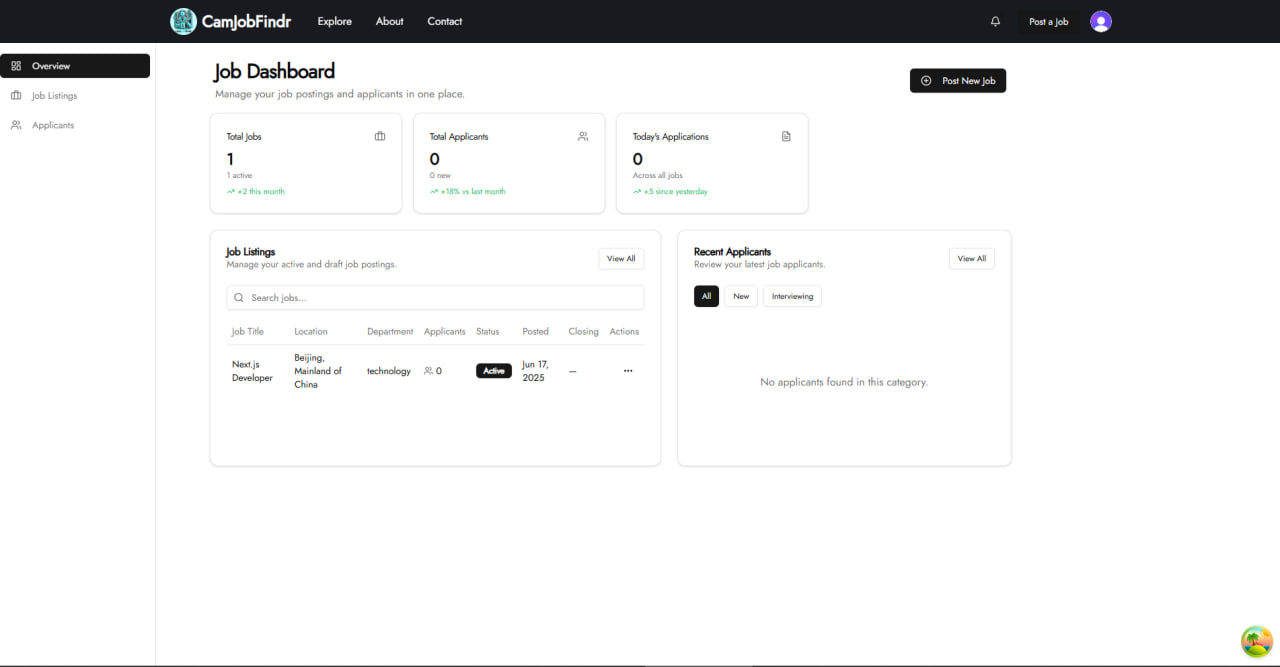 CamJobFindr Explore About Contact Post a Job
Overview
Job Listings
Applicants
Job Dashboard
Manage your job postings and applicants in one place.
Post New Job
Total Jobs
1
1 active
+2 this month
Total Applicants
0
0 new
+18% vs last month
Today's Applications
0
Across all jobs
+5 since yesterday
Job Listings
Manage your active and draft job postings.
View All
Search jobs...
Job Title Location Department Applicants Status Posted Closing Actions
Next.js
Developer
Beijing,
Mainland of
China
technology
0
Active
Jun 17,
2025
—
Recent Applicants
Review your latest job applicants.
View All
All New Interviewing
No applicants found in this category.